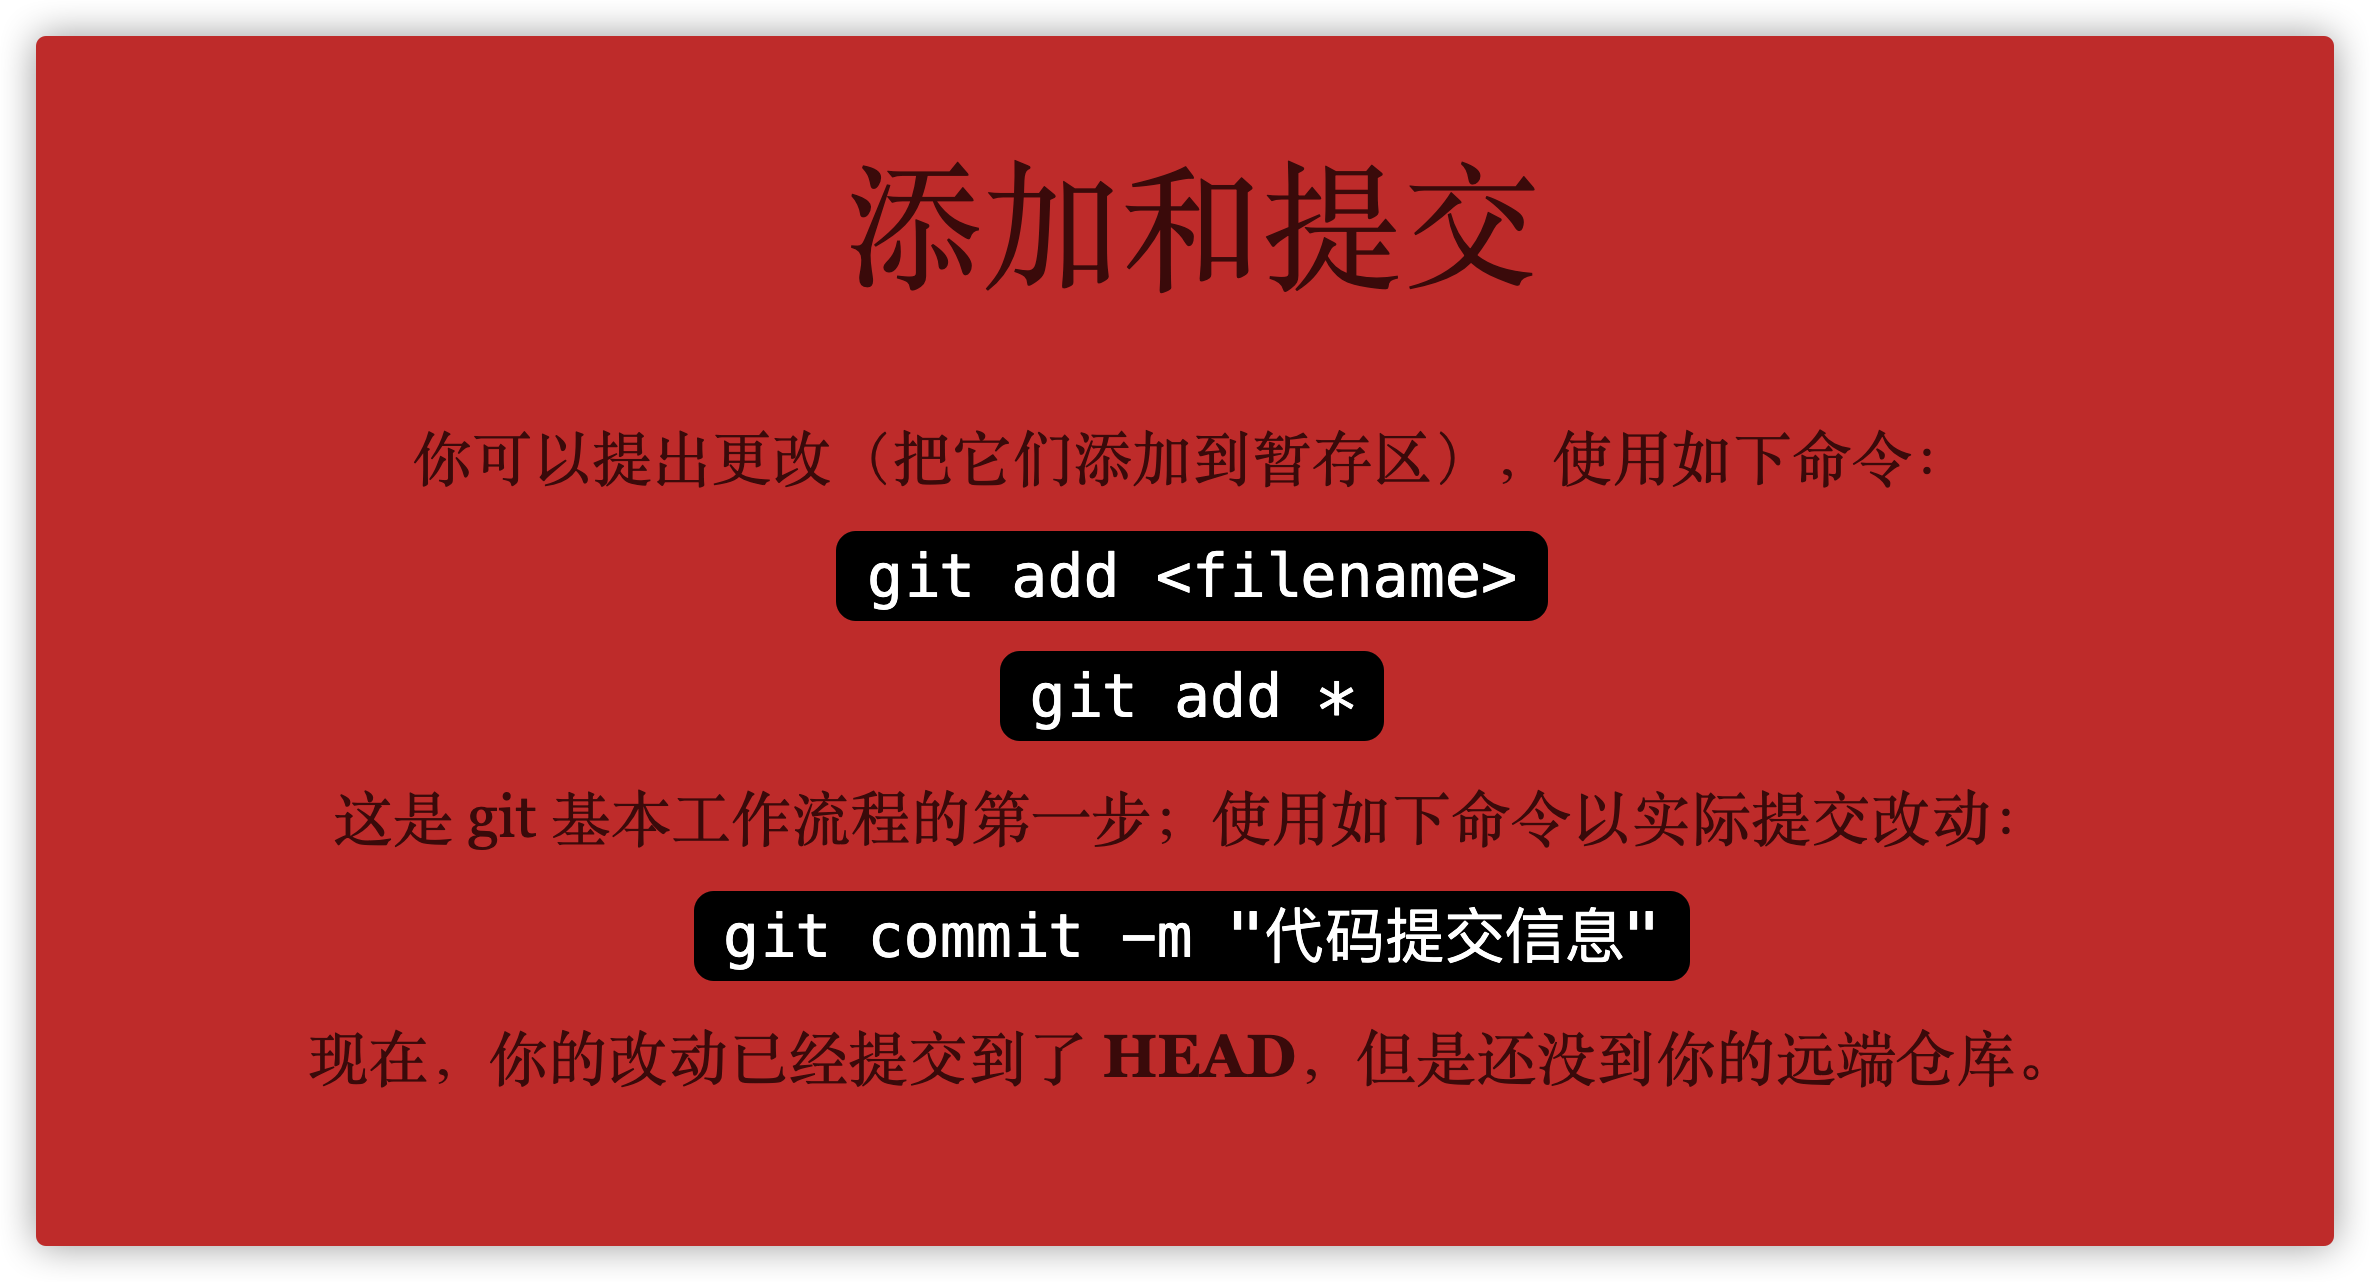 添加和提交
你可以提出更改（把它们添加到暂存区），使用如下命令：
git add <filename>
git add *
这是 git 基本工作流程的第一步；使用如下命令以实际提交改动：
git commit -m "代码提交信息"
现在，你的改动已经提交到了 HEAD，但是还没到你的远端仓库。